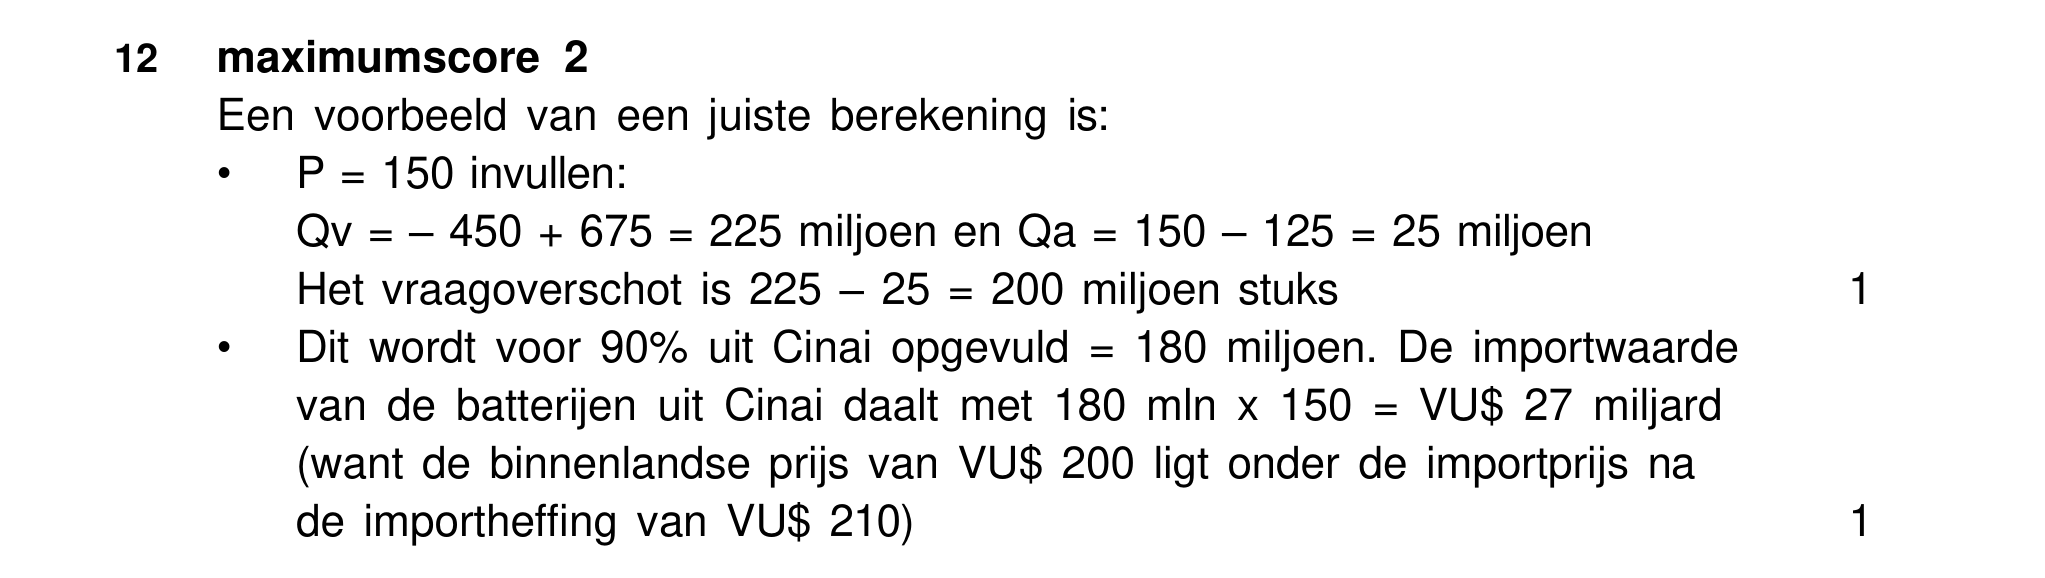 12 maximumscore 2
Een voorbeeld van een juiste berekening is:
• P = 150 invullen:
Qv = – 450 + 675 = 225 miljoen en Qa = 150 – 125 = 25 miljoen
Het vraagoverschot is 225 – 25 = 200 miljoen stuks 1
• Dit wordt voor 90% uit Cinai opgevuld = 180 miljoen. De importwaarde
van de batterijen uit Cinai daalt met 180 mln x 150 = VU$ 27 miljard
(want de binnenlandse prijs van VU$ 200 ligt onder de importprijs na
de importheffing van VU$ 210) 1